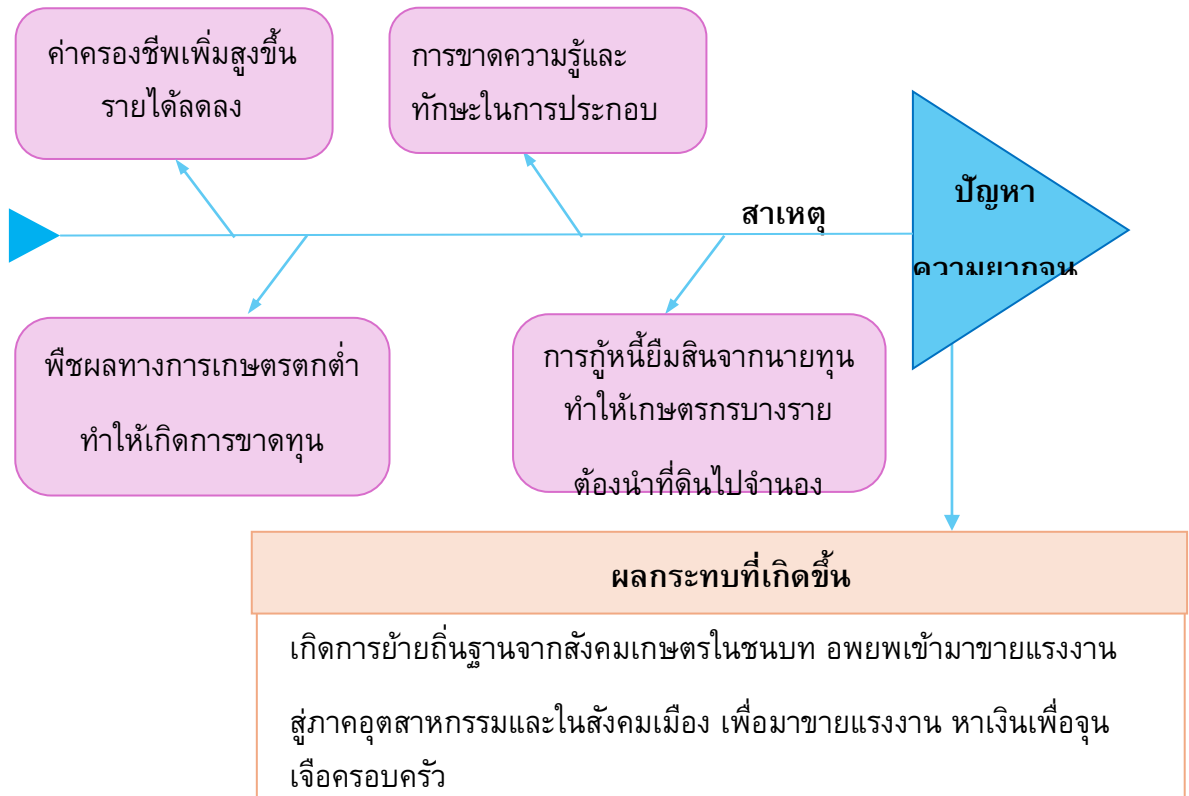 ค่าครองชีพเพิ่มสูงขึ้น
รายได้ลดลง
การขาดความรู้และ
ทักษะในการประกอบ
สาเหตุ
ปัญหา
ความยากจน
พืชผลทางการเกษตรตกต่ำ
ทำให้เกิดการขาดทุน
การกู้หนี้ยืมสินจากนายทุน
ทำให้เกษตรกรบางราย
ต้องนำที่ดินไปจำนอง
ผลกระทบที่เกิดขึ้น
เกิดการย้ายถิ่นฐานจากสังคมเกษตรในชนบท อพยพเข้ามาขายแรงงาน
สู่ภาคอุตสาหกรรมและในสังคมเมือง เพื่อมาขายแรงงาน หาเงินเพื่อจุน
เจือครอบครัว